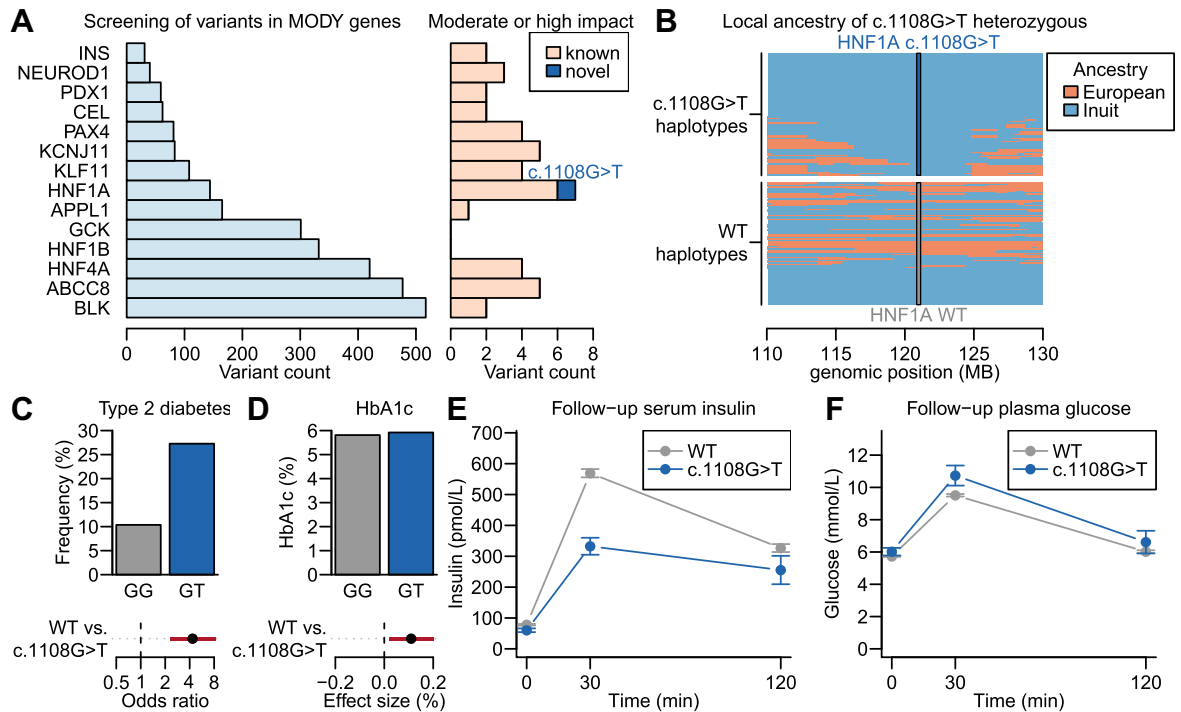 A
Screening of variants in MODY genes
INS
NEUROD1
PDX1
CEL
PAX4
KCNJ11
KLF11
HNF1A
APPL1
GCK
HNF1B
HNF4A
ABCC8
BLK
0 100 200 300 400 500
Variant count
Moderate or high impact
known
novel
c.1108G>T
0 2 4 6 8
Variant count
B
Local ancestry of c.1108G>T heterozygous
HNF1A c.1108G>T
Ancestry
European
Inuit
c.1108G>T
haplotypes
WT
haplotypes
HNF1A WT
110 115 120 125 130
genomic position (MB)
C
Type 2 diabetes
Frequency (%)
30
25
20
15
10
5
0
GG GT
WT vs.
c.1108G>T
0.5 1 2 4 8
Odds ratio
D
HbA1c
HbA1c (%)
6
5
4
3
2
1
0
GG GT
WT vs.
c.1108G>T
−0.2 0.0 0.2
Effect size (%)
E
Follow−up serum insulin
WT
c.1108G>T
Insulin (pmol/L)
700
600
500
400
300
200
100
0
0 30 120
Time (min)
F
Follow−up plasma glucose
WT
c.1108G>T
Glucose (mmol/L)
12
10
8
6
4
2
0
0 30 120
Time (min)